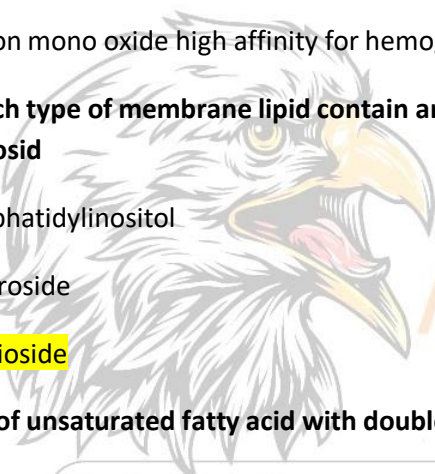 on mono oxide high affinity for hemo
ch type of membrane lipid contain a
osid
phatidylinositol
roside
ioside
of unsaturated fatty acid with doubl